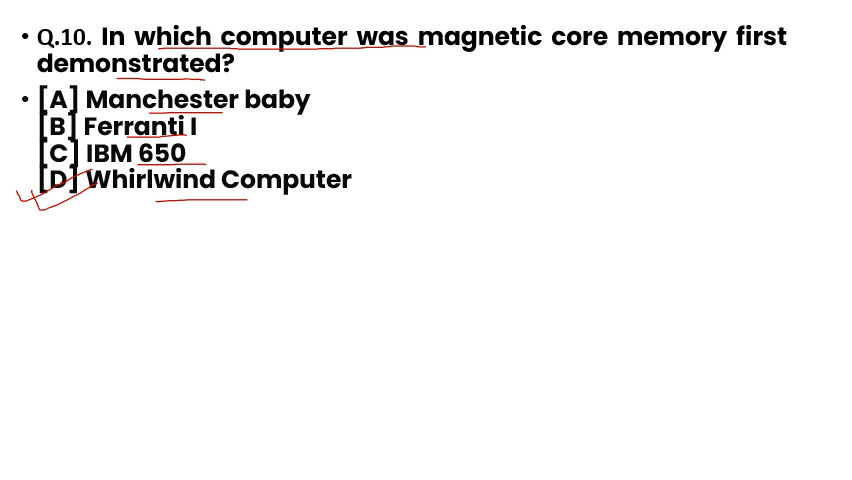 • Q.10. In which computer was magnetic core memory first
demonstrated?
• [A] Manchester baby
[B] Ferranti I
[C] IBM 650
[D] Whirlwind Computer